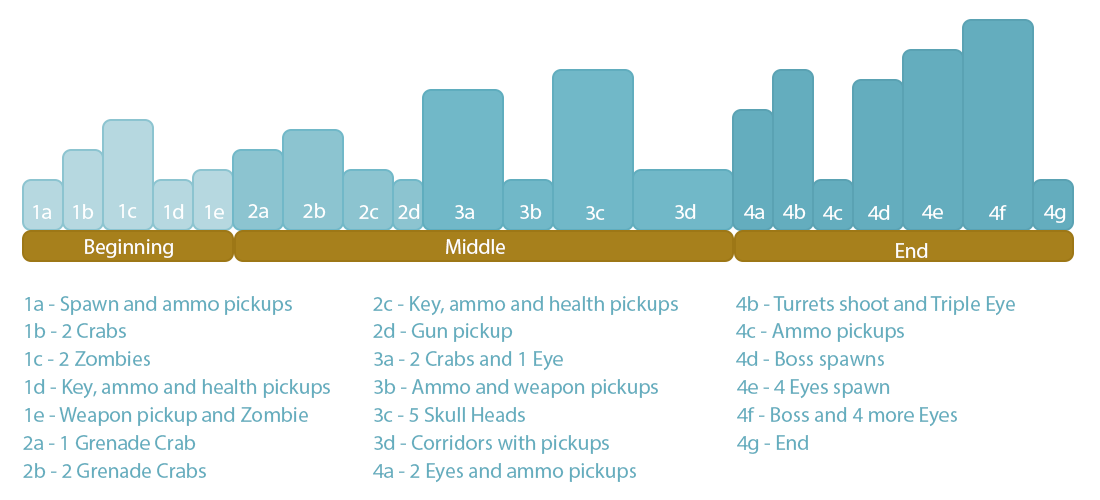 1a
1b
1c
1d
1e
2a
2b
2c
2d
3a
3b
3c
3d
4a
4b
4c
4d
4e
4f
4g
Beginning
Middle
End
1a - Spawn and ammo pickups
1b - 2 Crabs
1c - 2 Zombies
1d - Key, ammo and health pickups
1e - Weapon pickup and Zombie
2a - 1 Grenade Crab
2b - 2 Grenade Crabs
2c - Key, ammo and health pickups
2d - Gun pickup
3a - 2 Crabs and 1 Eye
3b - Ammo and weapon pickups
3c - 5 Skull Heads
3d - Corridors with pickups
4a - 2 Eyes and ammo pickups
4b - Turrets shoot and Triple Eye
4c - Ammo pickups
4d - Boss spawns
4e - 4 Eyes spawn
4f - Boss and 4 more Eyes
4g - End